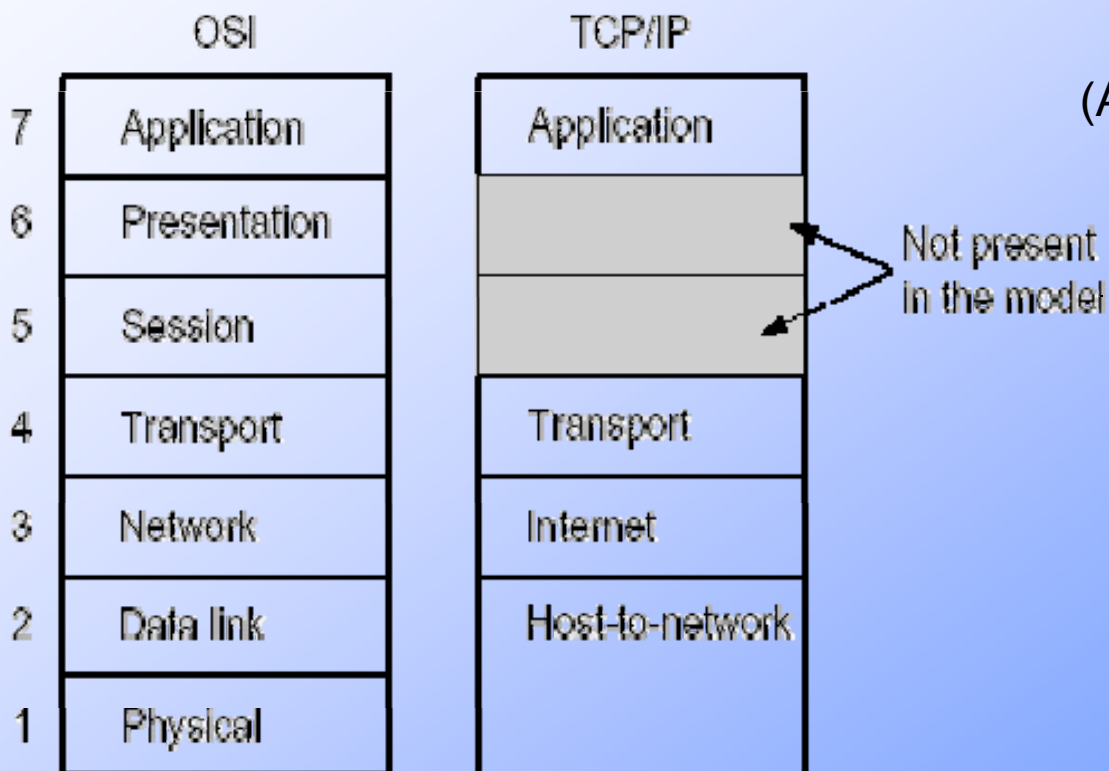 OSI TCP/IP
(A
7 Application Application
6 Presentation
Not present
in the model
5 Session
4 Transport Transport
3 Network Internet
2 Data link Host-to-network
1 Physical